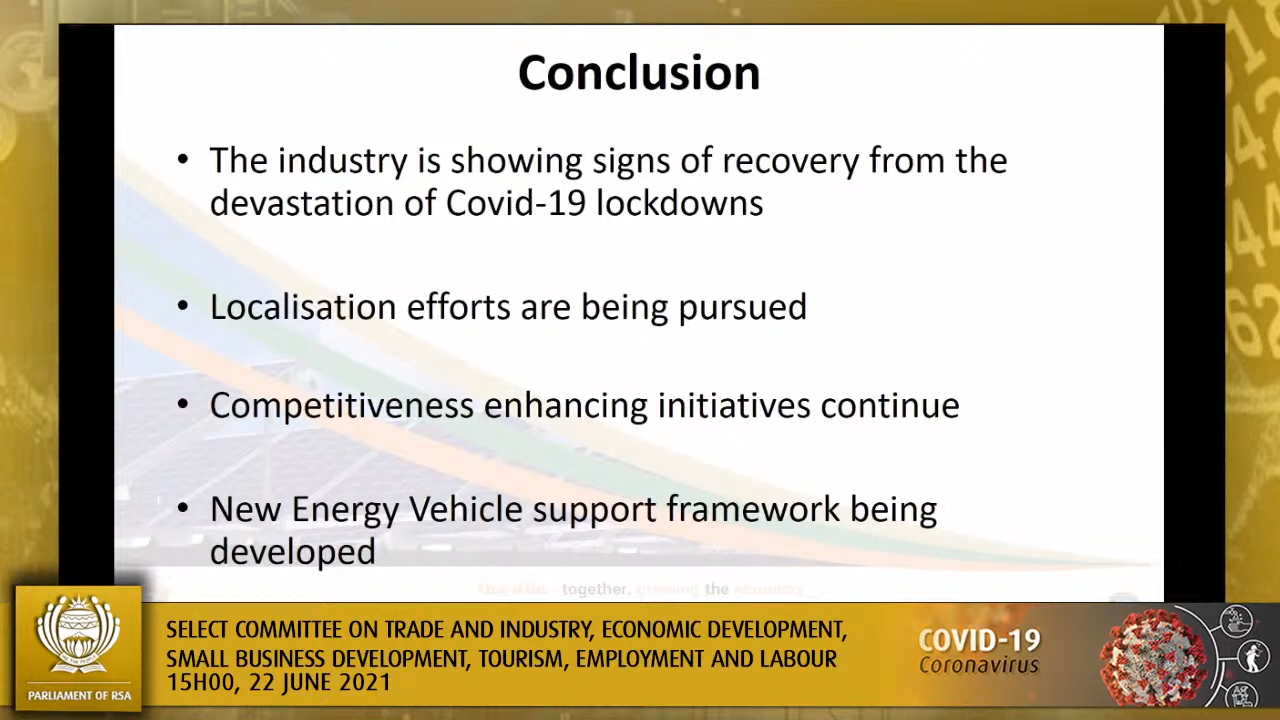 Conclusion
• The industry is showing signs of recovery from the
devastation of Covid-19 lockdowns
• Localisation efforts are being pursued
• Competitiveness enhancing initiatives continue
• New Energy Vehicle support framework being
developed
together, growing the economy
SELECT COMMITTEE ON TRADE AND INDUSTRY, ECONOMIC DEVELOPMENT,
SMALL BUSINESS DEVELOPMENT, TOURISM, EMPLOYMENT AND LABOUR
15H00, 22 JUNE 2021
PARLIAMENT OF RSA
COVID-19
Coronavirus